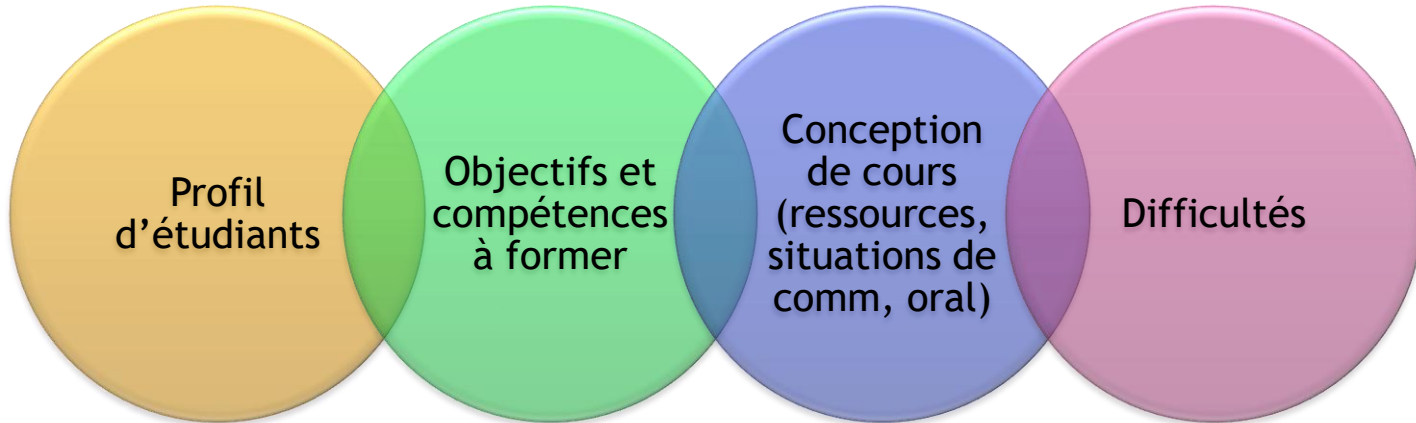 Profil
d’étudiants
Objectifs et
compétences
à former
Conception
de cours
(ressources,
situations de
comm, oral)
Difficultés